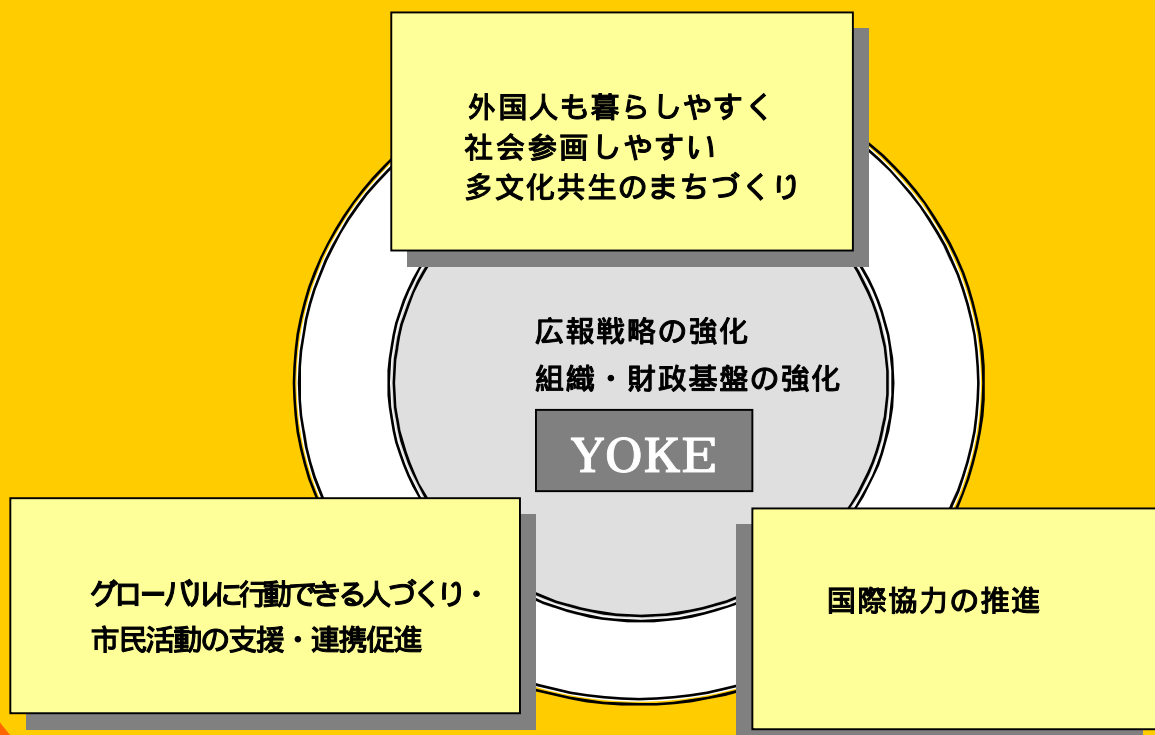 外国人も暮らしやすく
社会参画しやすい
多文化共生のまちづくり
広報戦略の強化
組織・財政基盤の強化
YOKE
グローバルに行動できる人づくり・
市民活動の支援・連携促進
国際協力の推進